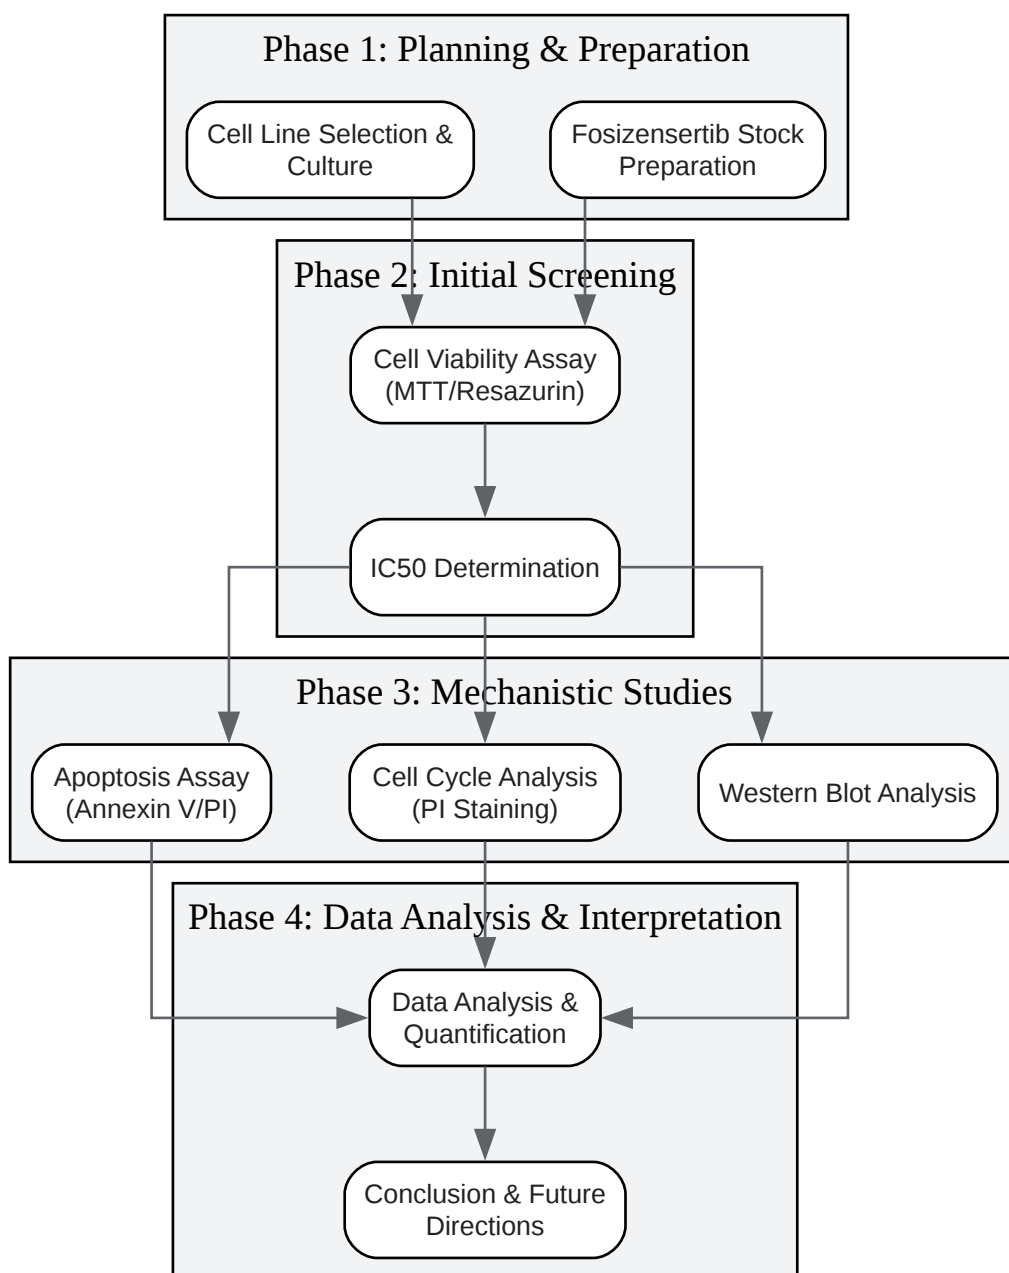 Phase 1: Planning & Preparation
Cell Line Selection &
Culture
Fosizensertib Stock
Preparation
Phase 2: Initial Screening
Cell Viability Assay
(MTT/Resazurin)
IC50 Determination
Phase 3: Mechanistic Studies
Apoptosis Assay
(Annexin V/PI)
Cell Cycle Analysis
(PI Staining)
Western Blot Analysis
Phase 4: Data Analysis & Interpretation
Data Analysis &
Quantification
Conclusion & Future
Directions